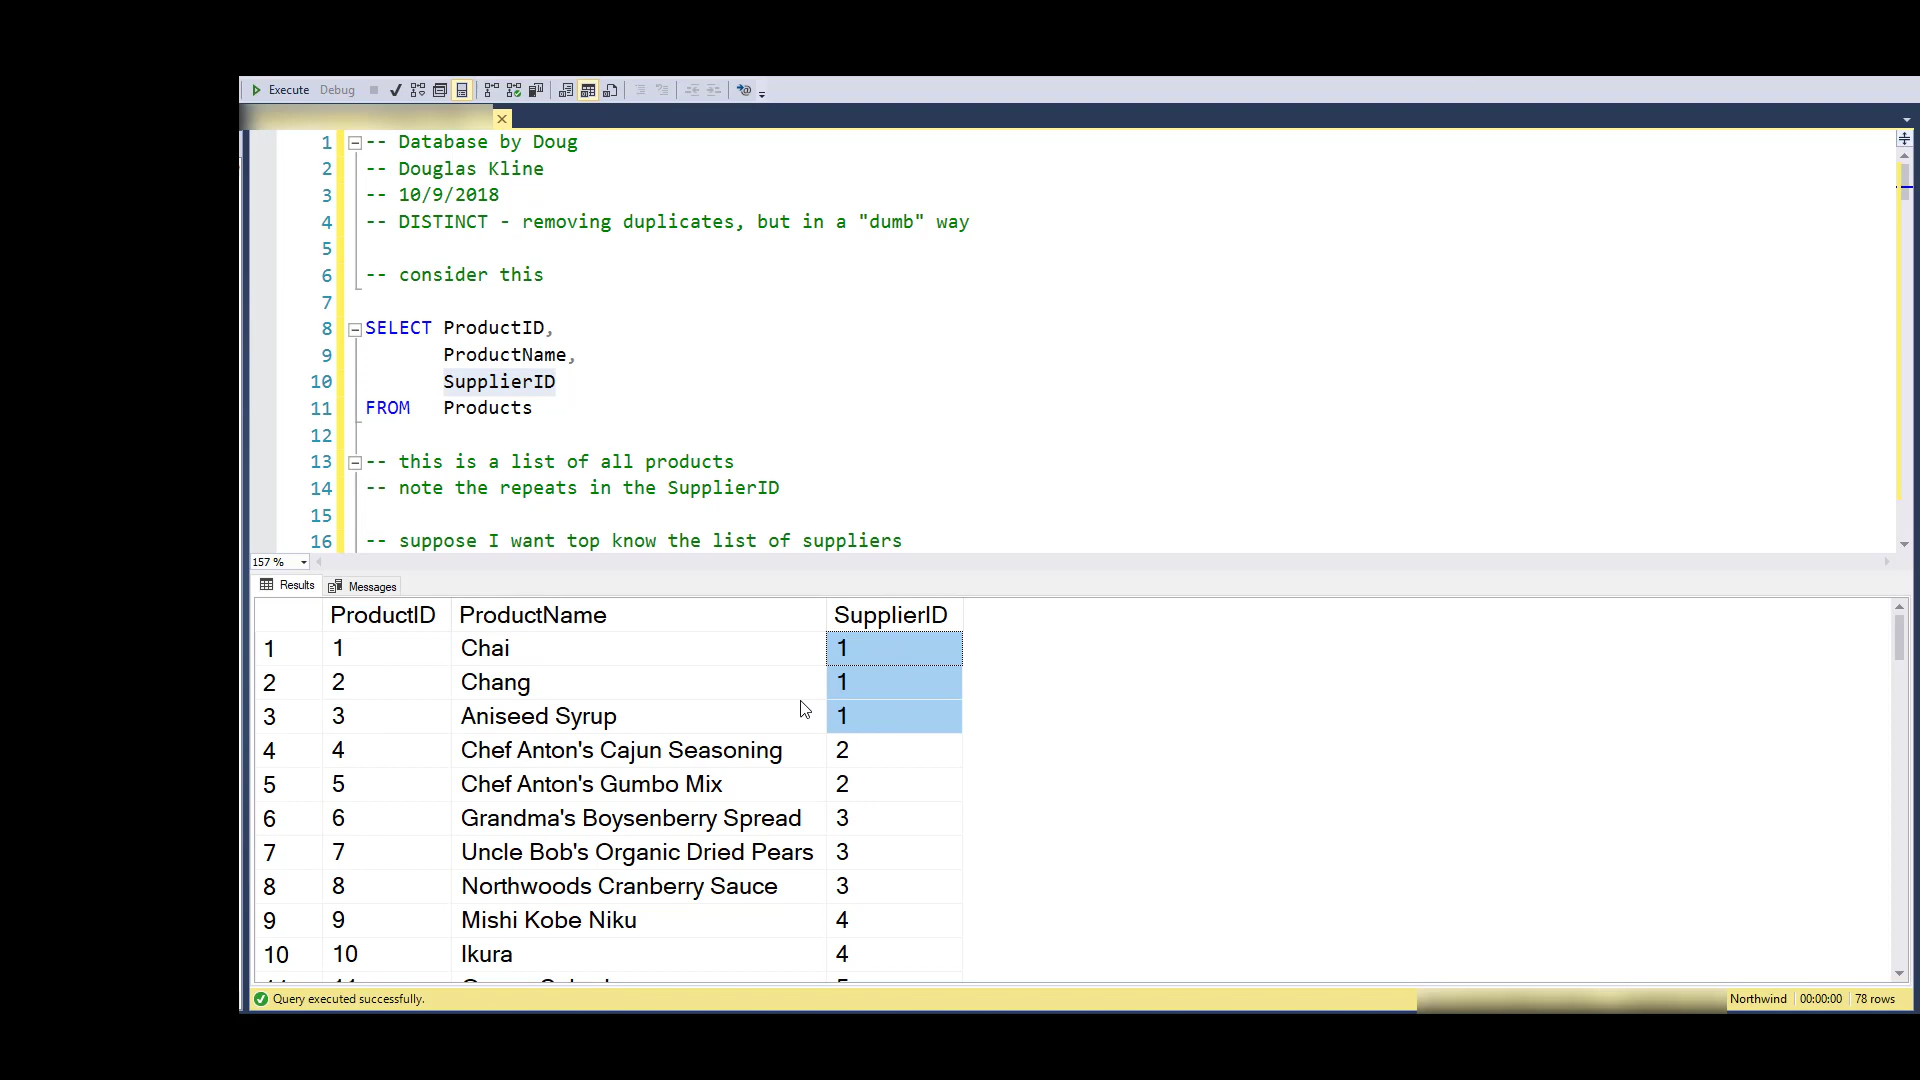 Execute Debug
1 -- Database by Doug
2 -- Douglas Kline
3 -- 10/9/2018
4 -- DISTINCT - removing duplicates, but in a "dumb" way
5
6 -- consider this
7
8 SELECT ProductID,
9 ProductName,
10 SupplierID
11 FROM Products
12
13 -- this is a list of all products
14 -- note the repeats in the SupplierID
15
16 -- suppose I want top know the list of suppliers
157 %
Results Messages
ProductID ProductName SupplierID
1 1 Chai 1
2 2 Chang 1
3 3 Aniseed Syrup 1
4 4 Chef Anton's Cajun Seasoning 2
5 5 Chef Anton's Gumbo Mix 2
6 6 Grandma's Boysenberry Spread 3
7 7 Uncle Bob's Organic Dried Pears 3
8 8 Northwoods Cranberry Sauce 3
9 9 Mishi Kobe Niku 4
10 10 Ikura 4
Query executed successfully. Northwind 00:00:00 78 rows